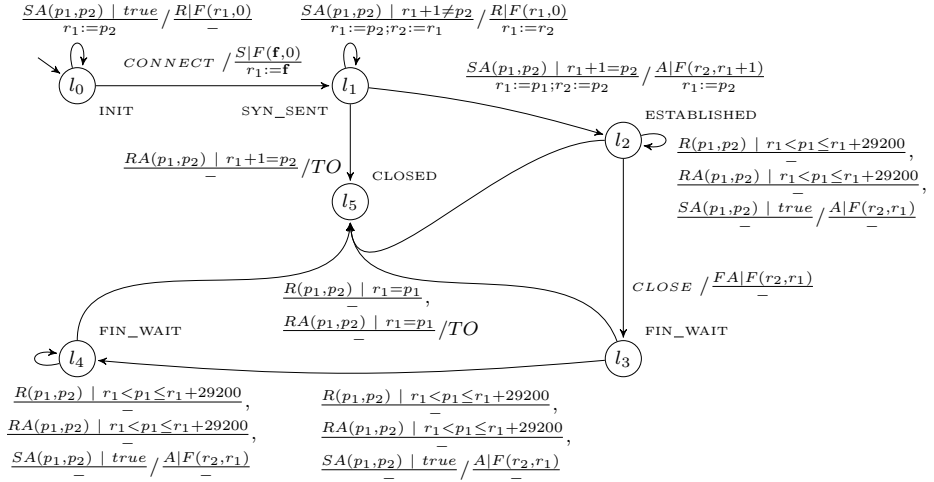 SA(p₁,p₂) | true / R|F(r₁,0)
r₁:=p₂ −
SA(p₁,p₂) | r₁+1≠p₂ / R|F(r₁,0)
r₁:=p₂;r₂:=r₁ r₁:=r₂
CONNECT / S|F(f,0)
r₁:=f
SA(p₁,p₂) | r₁+1=p₂ / A|F(r₂,r₁+1)
r₁:=p₁;r₂:=p₂ r₁:=p₂
l₀
INIT
l₁
SYN_SENT
ESTABLISHED
l₂
R(p₁,p₂) | r₁<p₁≤r₁+29200
−,
RA(p₁,p₂) | r₁<p₁≤r₁+29200
−,
SA(p₁,p₂) | true / A|F(r₂,r₁)
− −
RA(p₁,p₂) | r₁+1=p₂ /TO
−
CLOSED
l₅
CLOSE / FA|F(r₂,r₁)
−
R(p₁,p₂) | r₁=p₁
−,
RA(p₁,p₂) | r₁=p₁ /TO
−
FIN_WAIT
l₄
FIN_WAIT
l₃
R(p₁,p₂) | r₁<p₁≤r₁+29200
−,
RA(p₁,p₂) | r₁<p₁≤r₁+29200
−,
SA(p₁,p₂) | true / A|F(r₂,r₁)
− −
R(p₁,p₂) | r₁<p₁≤r₁+29200
−,
RA(p₁,p₂) | r₁<p₁≤r₁+29200
−,
SA(p₁,p₂) | true / A|F(r₂,r₁)
− −